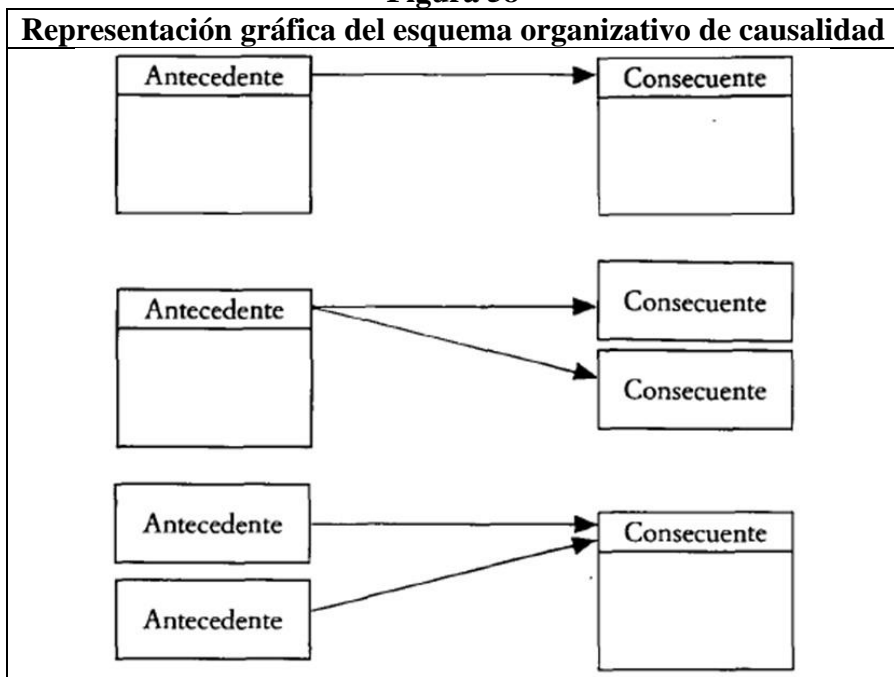 Representación gráfica del esquema organizativo de causalidad
Antecedente
Consecuente
Antecedente
Consecuente
Consecuente
Antecedente
Consecuente
Antecedente